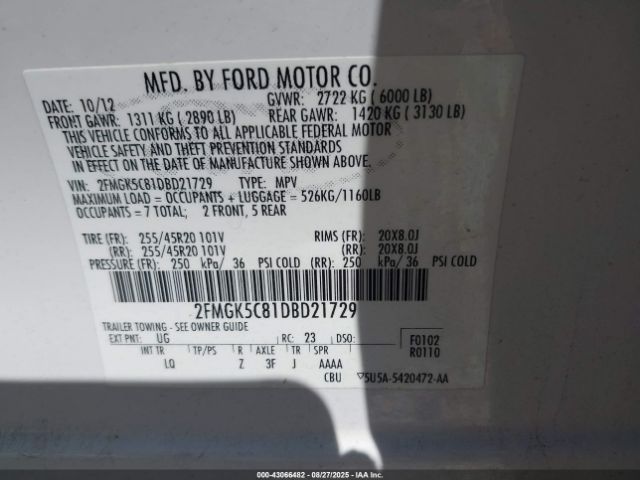 MFD. BY FORD MOTOR CO.
DATE: 10/12 GVWR: 2722 KG ( 6000 LB)
FRONT GAWR: 1311 KG ( 2890 LB) REAR GAWR: 1420 KG ( 3130 LB)
THIS VEHICLE CONFORMS TO ALL APPLICABLE FEDERAL MOTOR
VEHICLE SAFETY AND THEFT PREVENTION STANDARDS
IN EFFECT ON THE DATE OF MANUFACTURE SHOWN ABOVE.
VIN: 2FMGK5C81DBD21729 TYPE: MPV
MAXIMUM LOAD = OCCUPANTS + LUGGAGE = 526KG/1160LB
OCCUPANTS = 7 TOTAL; 2 FRONT, 5 REAR
TIRE (FR): 255/45R20 101V RIMS (FR): 20X8.0J
(RR): 255/45R20 101V (RR): 20X8.0J
PRESSURE (FR): 250 kPa/ 36 PSI COLD (RR): 250 kPa/ 36 PSI COLD
2FMGK5C81DBD21729
TRAILER TOWING - SEE OWNER GUIDE
EXT PNT: UG RC: 23 DSO: F0102
INT TR TP/PS R AXLE TR SPR R0110
LQ Z 3F J AAAA
CBU ▽5U5A-5420472-AA
000-43066482 - 08/27/2025 - IAAI.COM